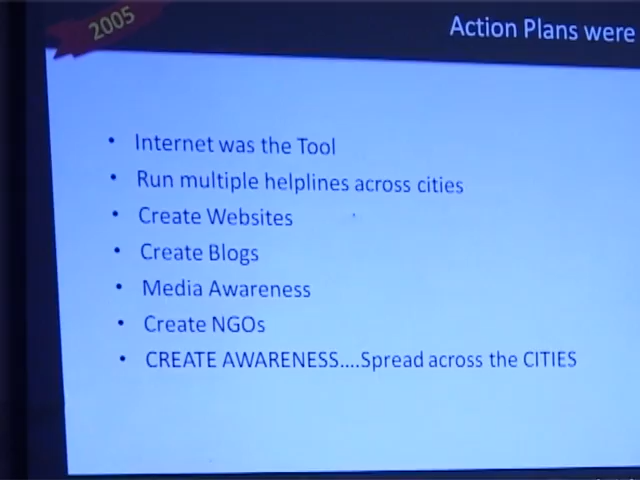 2005
Action Plans were
• Internet was the Tool
• Run multiple helplines across cities
• Create Websites
• Create Blogs
• Media Awareness
• Create NGOs
• CREATE AWARENESS....Spread across the CITIES